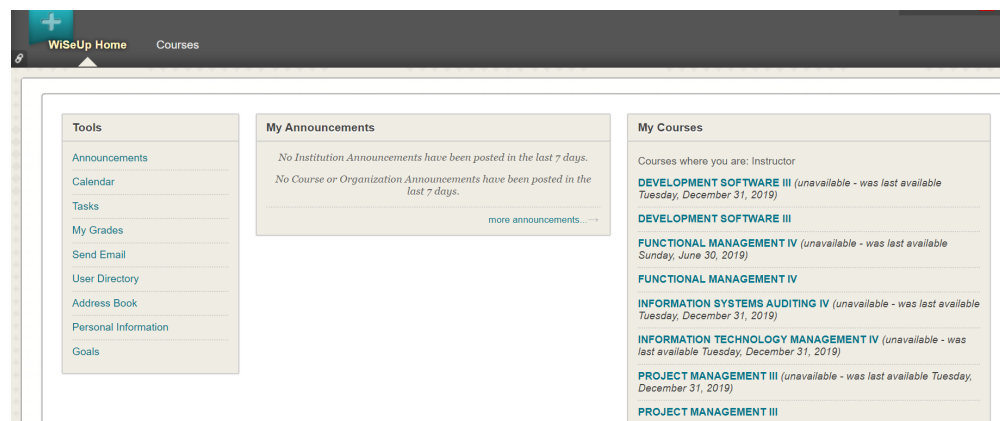 WiSeUp Home
Courses
Tools
Announcements
Calendar
Tasks
My Grades
Send Email
User Directory
Address Book
Personal Information
Goals
My Announcements
No Institution Announcements have been posted in the last 7 days.
No Course or Organization Announcements have been posted in the
last 7 days.
more announcements...→
My Courses
Courses where you are: Instructor
DEVELOPMENT SOFTWARE III (unavailable - was last available
Tuesday, December 31, 2019)
DEVELOPMENT SOFTWARE III
FUNCTIONAL MANAGEMENT IV (unavailable - was last available
Sunday, June 30, 2019)
FUNCTIONAL MANAGEMENT IV
INFORMATION SYSTEMS AUDITING IV (unavailable - was last available
Tuesday, December 31, 2019)
INFORMATION TECHNOLOGY MANAGEMENT IV (unavailable - was
last available Tuesday, December 31, 2019)
PROJECT MANAGEMENT III (unavailable - was last available Tuesday,
December 31, 2019)
PROJECT MANAGEMENT III